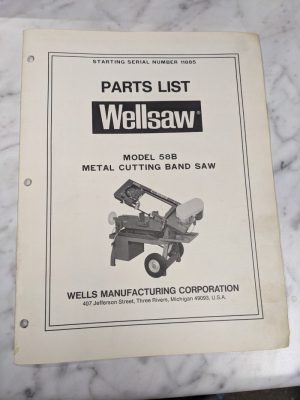 STARTING SERIAL NUMBER 11685
PARTS LIST
Wellsaw®
MODEL 58B
METAL CUTTING BAND SAW
WELLS MANUFACTURING CORPORATION
407 Jefferson Street, Three Rivers, Michigan 49093, U.S.A.